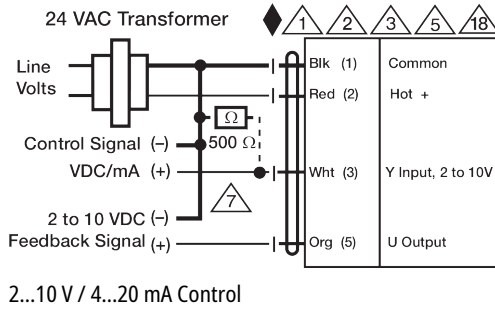 24 VAC Transformer
1 2 3 5 18
Line Volts
Blk (1) Common
Red (2) Hot +
Ω
500 Ω
Control Signal (–)
VDC/mA (+)
Wht (3) Y Input, 2 to 10V
7
2 to 10 VDC (–)
Feedback Signal (+)
Org (5) U Output
2...10 V / 4...20 mA Control